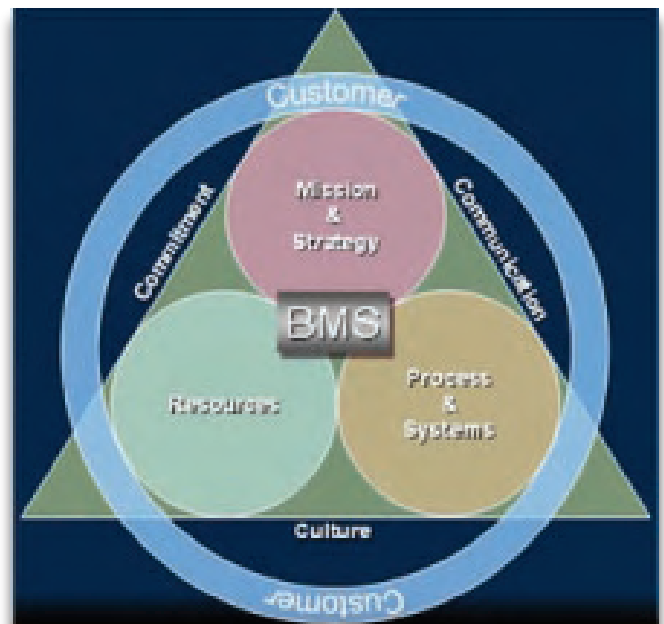 Customer
Mission
&
Strategy
Commitment
Communication
BMS
Resources
Process
&
Systems
Culture
Customer